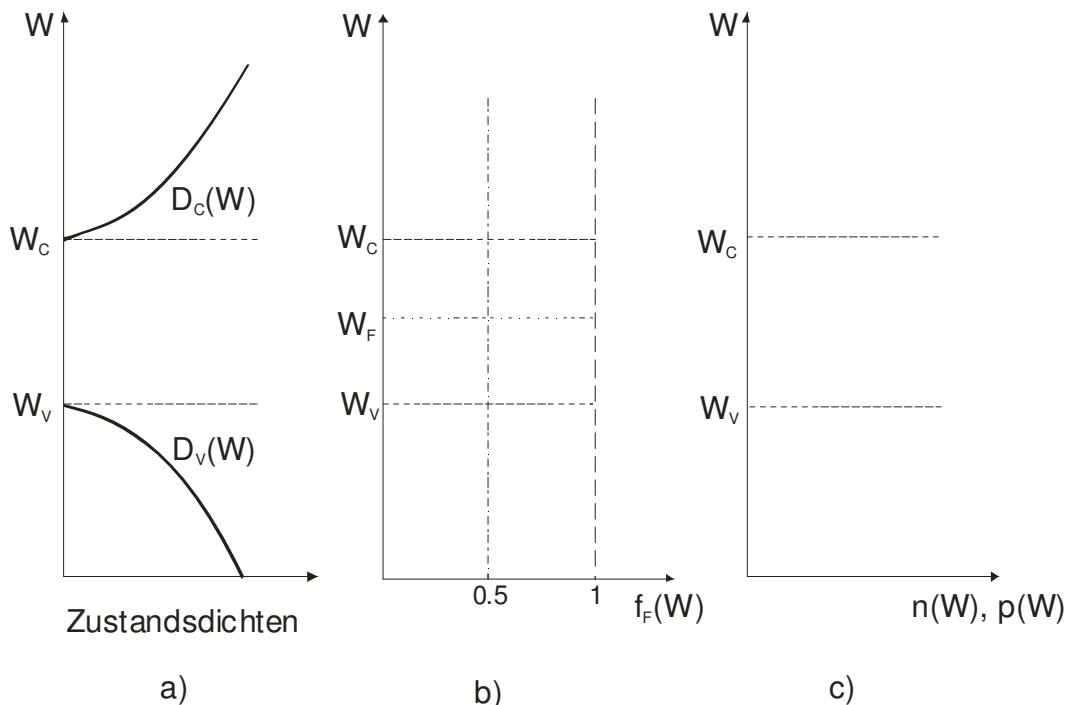 W
D_C(W)
W_C
W_V
D_V(W)
Zustandsdichten
a)
W
W_C
W_F
W_V
0.5
1
f_F(W)
b)
W
W_C
W_V
n(W), p(W)
c)